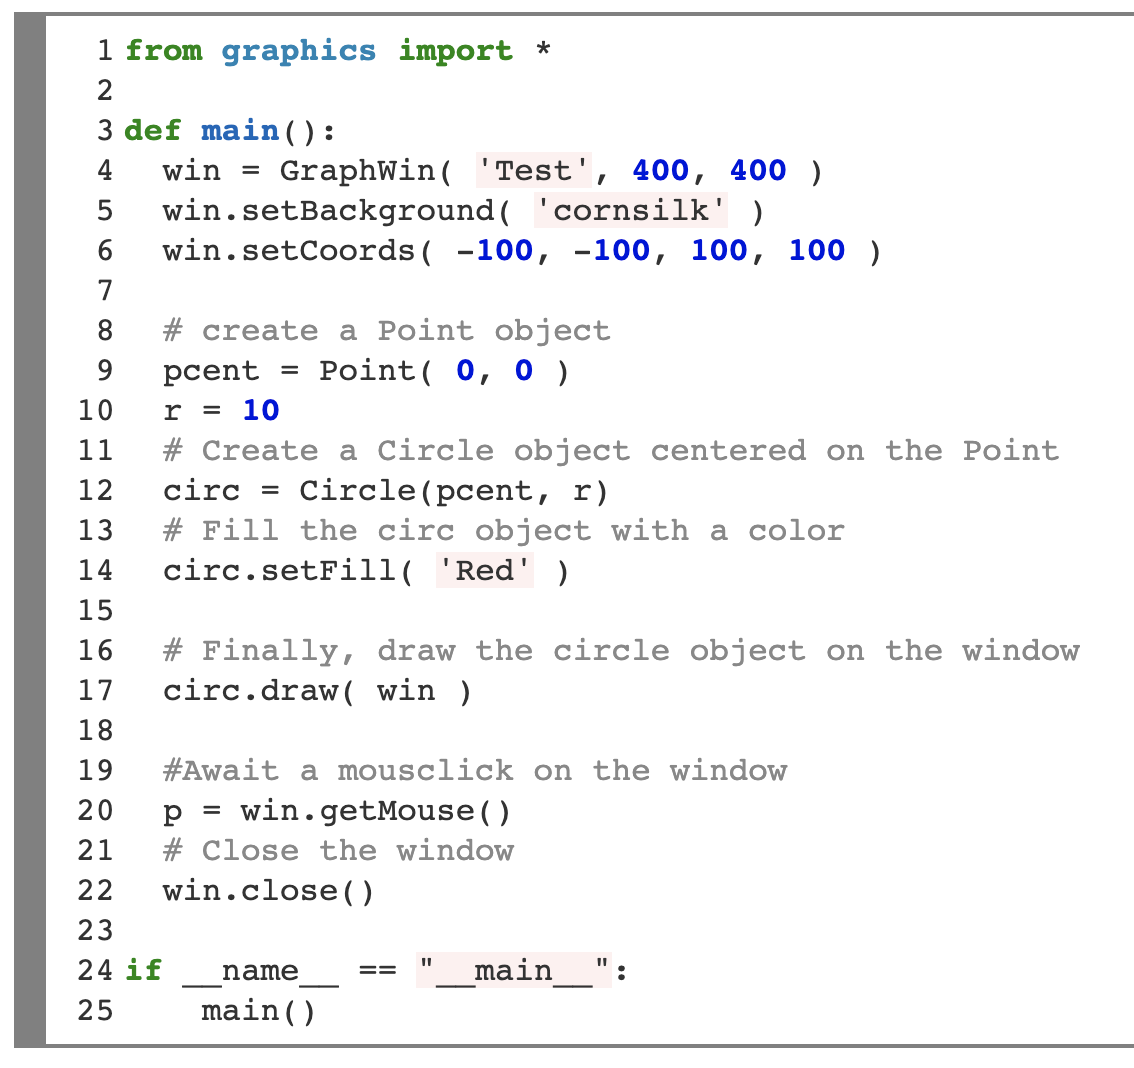 1 from graphics import *
2
3 def main():
4   win = GraphWin( 'Test', 400, 400 )
5   win.setBackground( 'cornsilk' )
6   win.setCoords( -100, -100, 100, 100 )
7
8   # create a Point object
9   pcent = Point( 0, 0 )
10   r = 10
11   # Create a Circle object centered on the Point
12   circ = Circle(pcent, r)
13   # Fill the circ object with a color
14   circ.setFill( 'Red' )
15
16   # Finally, draw the circle object on the window
17   circ.draw( win )
18
19   #Await a mousclick on the window
20   p = win.getMouse()
21   # Close the window
22   win.close()
23
24 if __name__ == "__main__":
25     main()